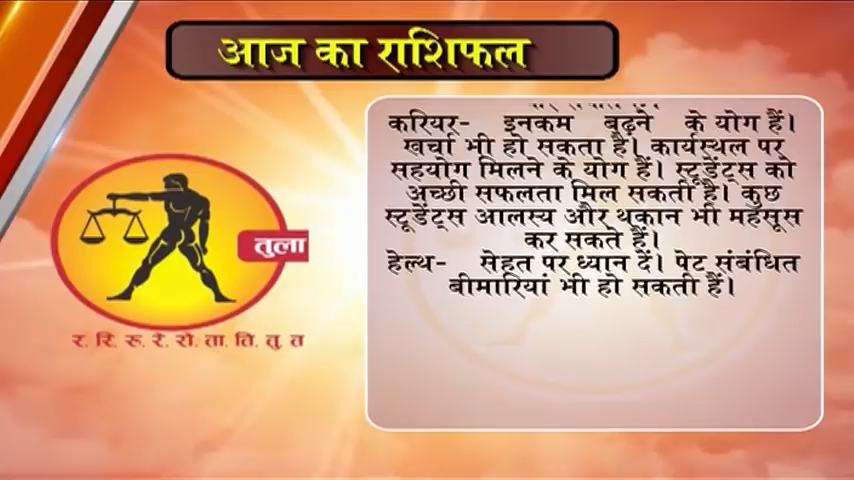 आज का राशिफल
करियर- इनकम बढ़ने के योग हैं।
खर्चा भी हो सकता है। कार्यस्थल पर
सहयोग मिलने के योग हैं। स्टूडेंट्स को
अच्छी सफलता मिल सकती है। कुछ
स्टूडेंट्स आलस्य और थकान भी महसूस
कर सकते हैं।
हेल्थ- सेहत पर ध्यान दें। पेट संबंधित
बीमारियां भी हो सकती हैं।
तुला
र, रि, रू, रे, रो, ता, ति, तु, त